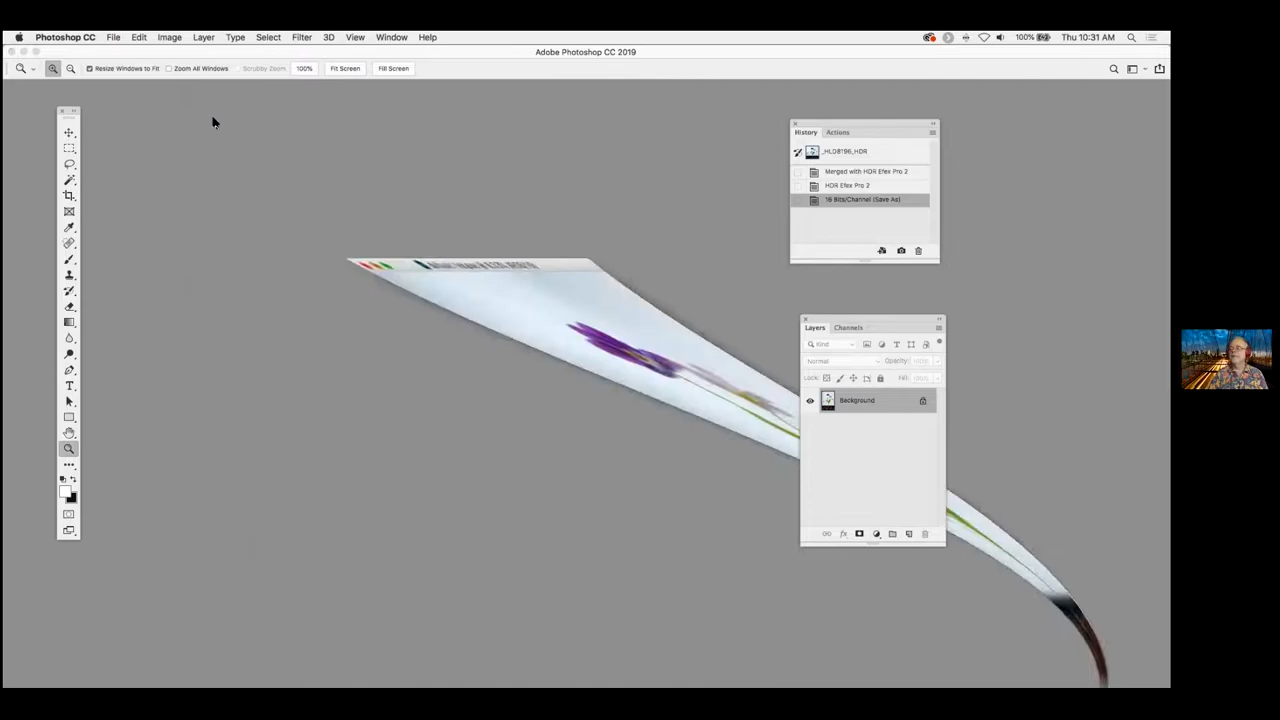 Photoshop CC File Edit Image Layer Type Select Filter 3D View Window Help 100% Thu 10:31 AM
Adobe Photoshop CC 2019
Resize Windows to Fit Zoom All Windows Scrubby Zoom 100% Fit Screen Fill Screen
History Actions
_HLD8196_HDR
Merged with HDR Efex Pro 2
HDR Efex Pro 2
16 Bits/Channel (Save As)
Layers Channels
Kind
Normal Opacity: 100%
Lock: Fill: 100%
Background